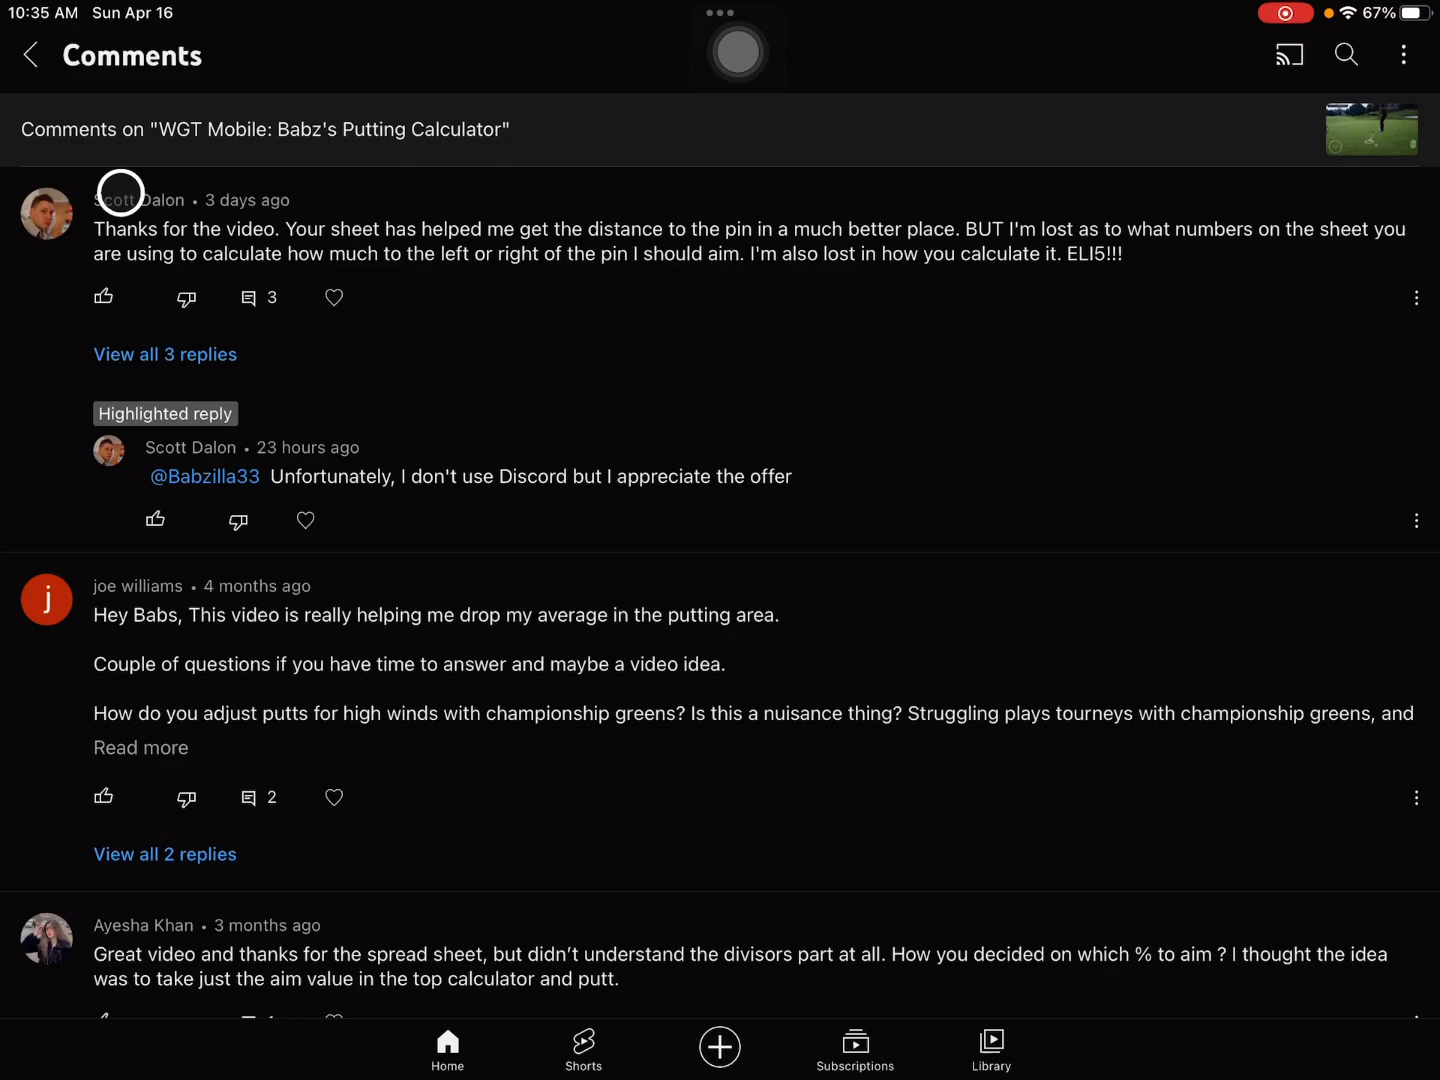 10:35 AM Sun Apr 16
67%
Comments
Comments on "WGT Mobile: Babz's Putting Calculator"
Scott Dalon • 3 days ago
Thanks for the video. Your sheet has helped me get the distance to the pin in a much better place. BUT I'm lost as to what numbers on the sheet you
are using to calculate how much to the left or right of the pin I should aim. I'm also lost in how you calculate it. ELI5!!!
3
View all 3 replies
Highlighted reply
Scott Dalon • 23 hours ago
@Babzilla33 Unfortunately, I don't use Discord but I appreciate the offer
j
joe williams • 4 months ago
Hey Babs, This video is really helping me drop my average in the putting area.
Couple of questions if you have time to answer and maybe a video idea.
How do you adjust putts for high winds with championship greens? Is this a nuisance thing? Struggling plays tourneys with championship greens, and
Read more
2
View all 2 replies
Ayesha Khan • 3 months ago
Great video and thanks for the spread sheet, but didn't understand the divisors part at all. How you decided on which % to aim ? I thought the idea
was to take just the aim value in the top calculator and putt.
Home
Shorts
Subscriptions
Library